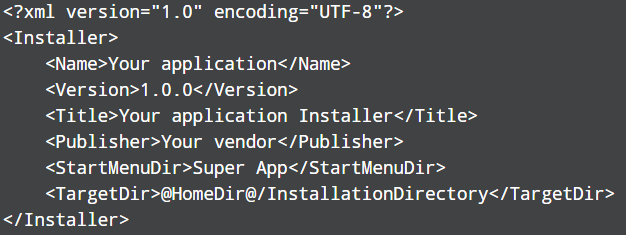 <?xml version="1.0" encoding="UTF-8"?>
<Installer>
    <Name>Your application</Name>
    <Version>1.0.0</Version>
    <Title>Your application Installer</Title>
    <Publisher>Your vendor</Publisher>
    <StartMenuDir>Super App</StartMenuDir>
    <TargetDir>@HomeDir@/InstallationDirectory</TargetDir>
</Installer>